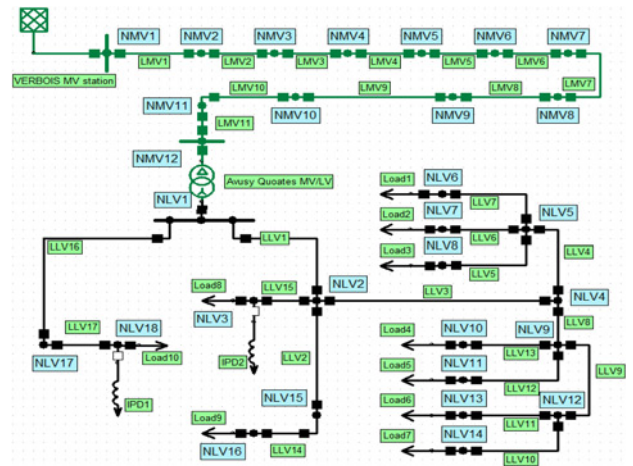 NMV1 NMV2 NMV3 NMV4 NMV5 NMV6 NMV7
VERBOIS MV station LMV1 LMV2 LMV3 LMV4 LMV5 LMV6
LMV7
LMV10 LMV9 LMV8
NMV11 NMV10 NMV9 NMV8
LMV11
NMV12
Avusy Quoates MV/LV
NLV1
Load1 NLV6
LLV7
Load2 NLV7 NLV5
LLV6
Load3 NLV8
LLV5
LLV4
LLV16 LLV1
Load8 LLV15 NLV2
LLV3 NLV4
NLV3
LLV8
LLV17 NLV18
Load10
NLV17
IPD2 LLV2
Load4 NLV10 NLV9
LLV13
Load5 NLV11
LLV12
LLV9
IPD1
NLV15
Load6 NLV13 NLV12
LLV11
Load9
NLV16 LLV14
Load7 NLV14
LLV10